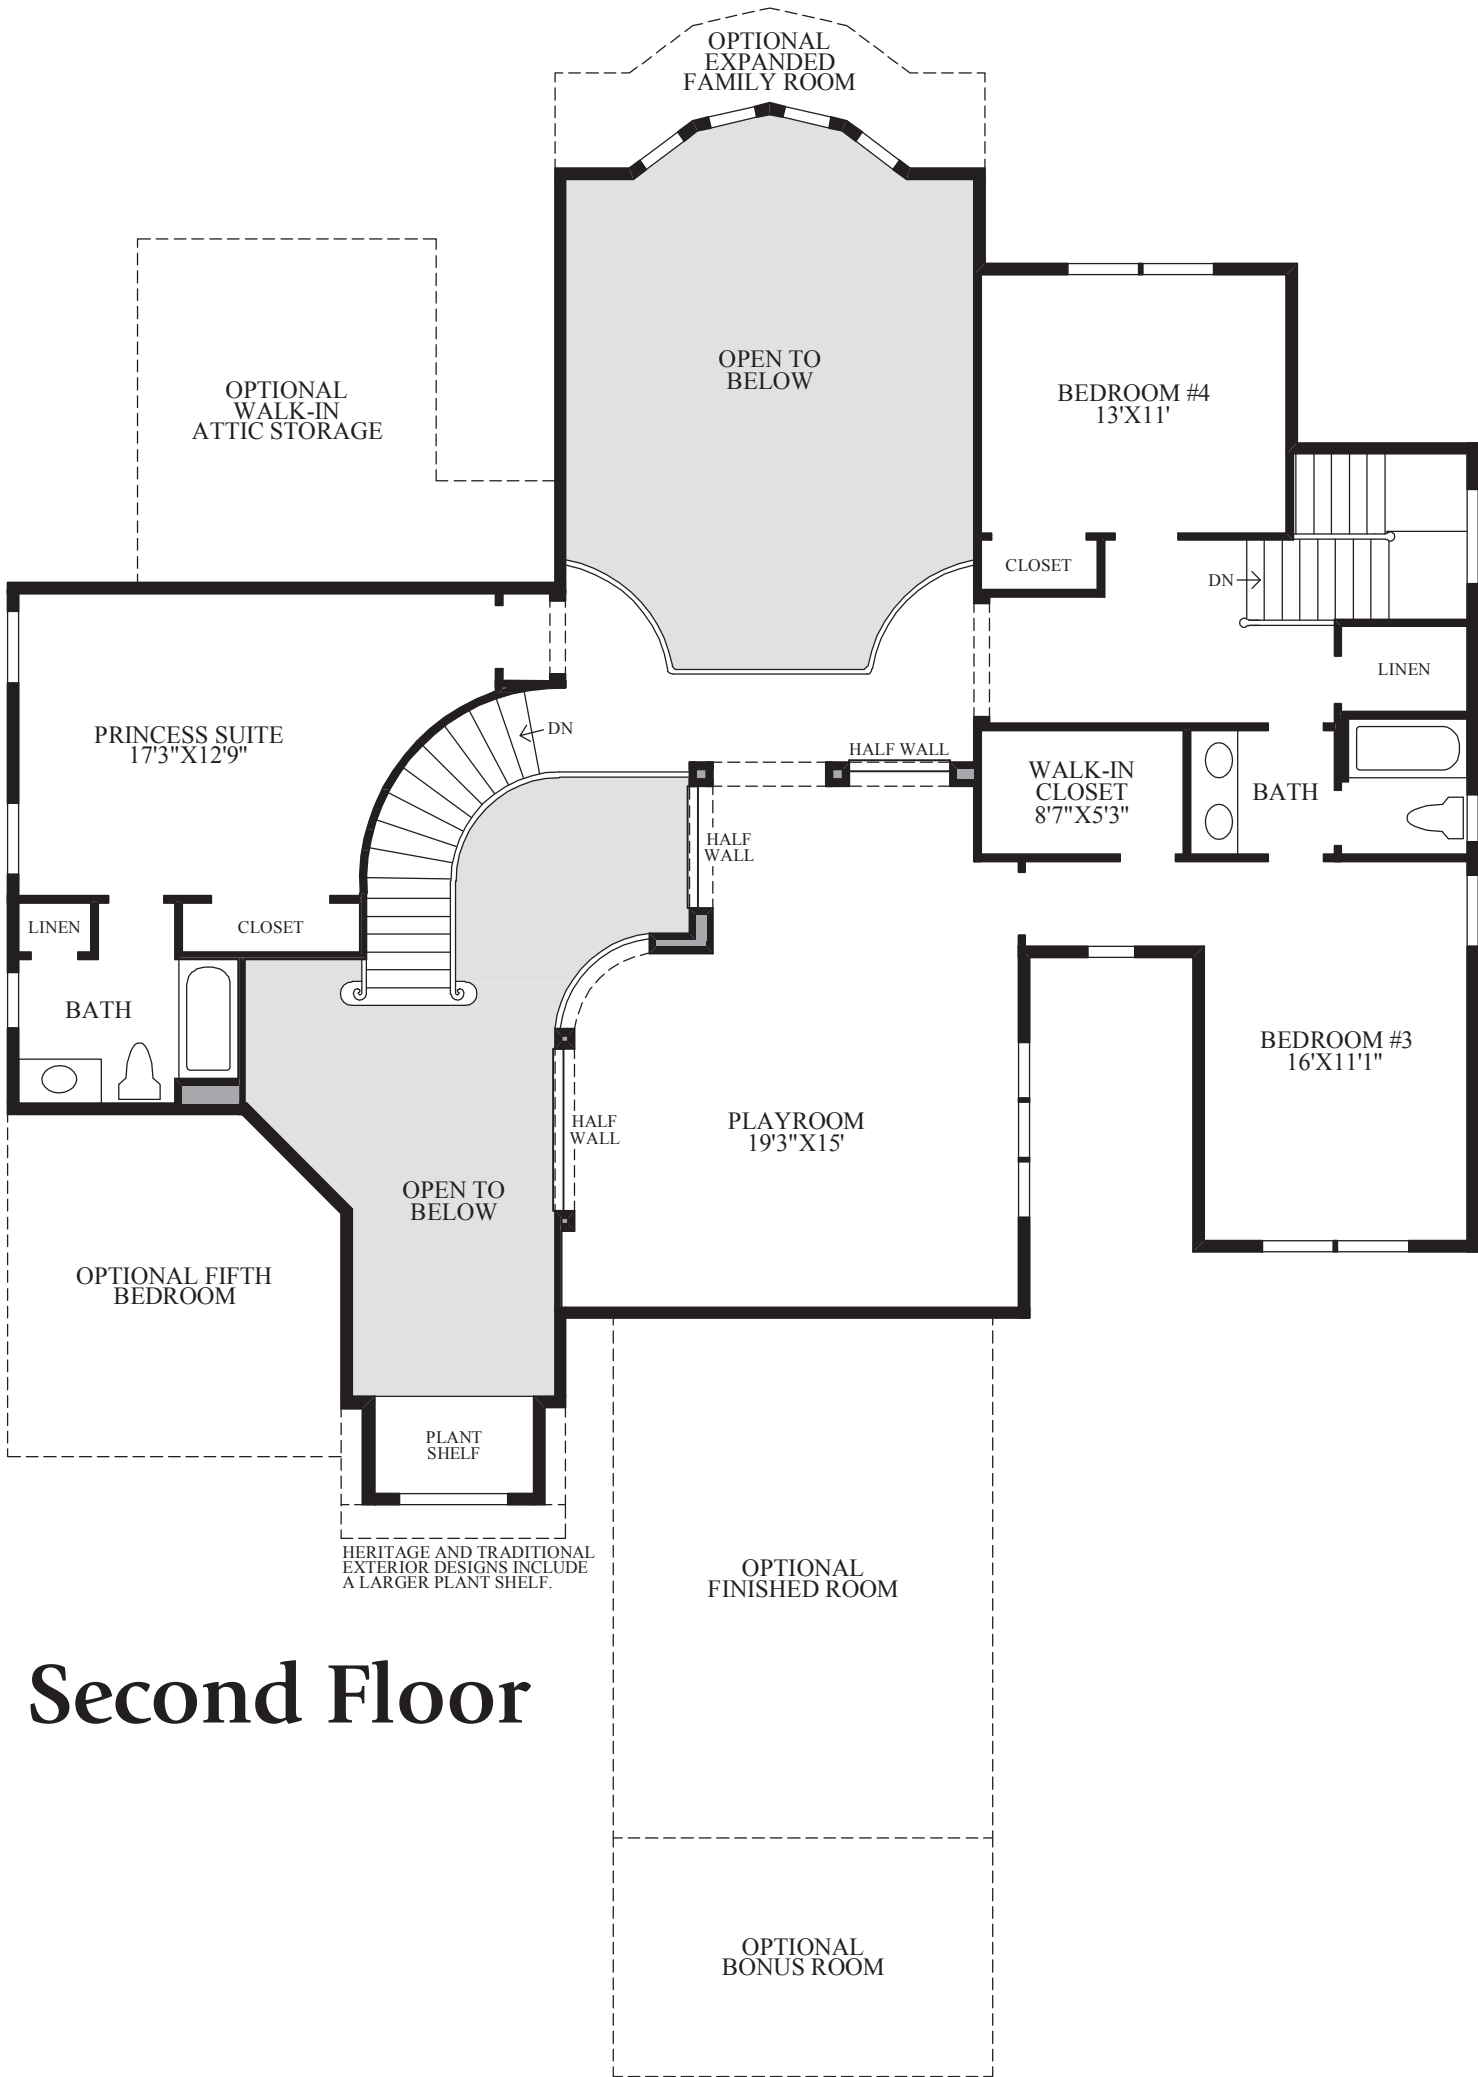 OPTIONAL
EXPANDED
FAMILY ROOM
OPEN TO
BELOW
OPTIONAL
WALK-IN
ATTIC STORAGE
BEDROOM #4
13'X11'
CLOSET
DN
LINEN
PRINCESS SUITE
17'3"X12'9"
DN
HALF WALL
WALK-IN
CLOSET
8'7"X5'3"
BATH
HALF
WALL
LINEN
CLOSET
BATH
BEDROOM #3
16'X11'1"
HALF
WALL
PLAYROOM
19'3"X15'
OPEN TO
BELOW
OPTIONAL FIFTH
BEDROOM
PLANT
SHELF
HERITAGE AND TRADITIONAL
EXTERIOR DESIGNS INCLUDE
A LARGER PLANT SHELF.
OPTIONAL
FINISHED ROOM
Second Floor
OPTIONAL
BONUS ROOM